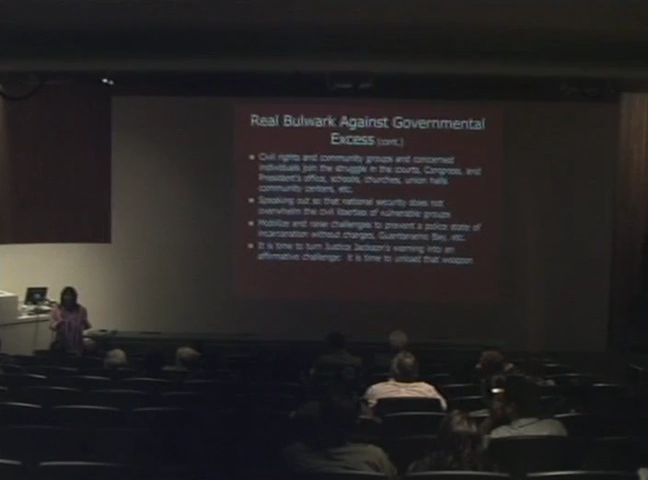 Real Bulwark Against Governmental
Excess (cont.)
Civil rights and community groups and concerned
individuals join the struggle in the courts, Congress, and
President's office, schools, churches, union halls
community centers, etc.
Speaking out so that national security does not
overwhelm the civil liberties of vulnerable groups
Mobilize and raise challenges to prevent a police state of
incarceration without charges, Guantanamo Bay, etc.
It is time to turn Justice Jackson's warning into an
affirmative challenge: It is time to unload that weapon